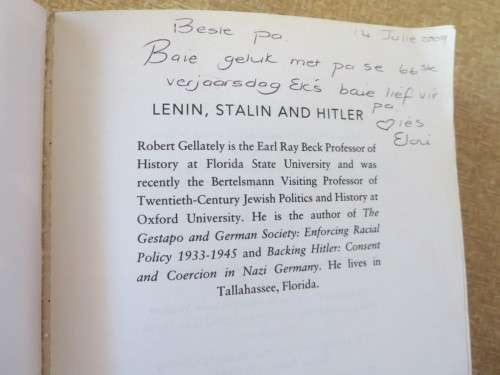 Beste pa. 14 Julie 2009
Baie geluk met pa se 66ste
verjaarsdag Ek's baie lief vir
pa
LENIN, STALIN AND HITLER
♡ies
Elori
Robert Gellately is the Earl Ray Beck Professor of
History at Florida State University and was
recently the Bertelsmann Visiting Professor of
Twentieth-Century Jewish Politics and History at
Oxford University. He is the author of The
Gestapo and German Society: Enforcing Racial
Policy 1933-1945 and Backing Hitler: Consent
and Coercion in Nazi Germany. He lives in
Tallahassee, Florida.